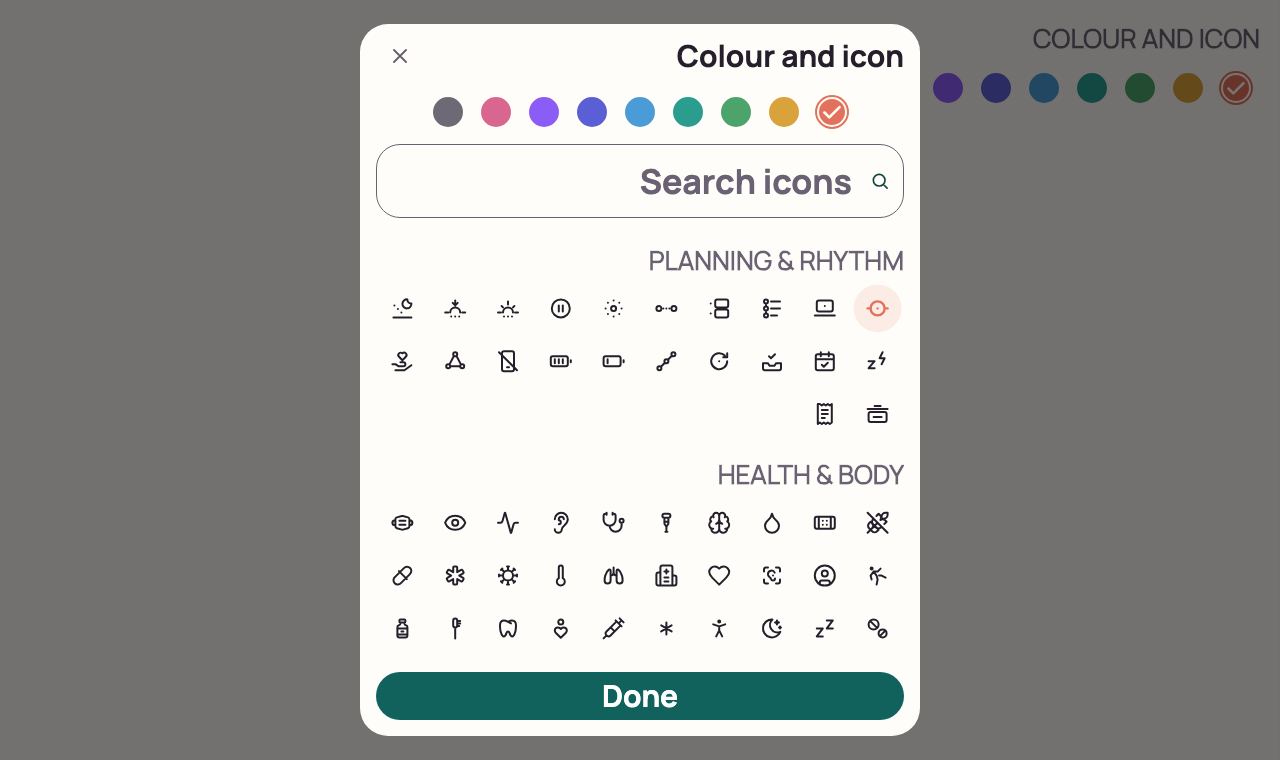 Colour and icon
COLOUR AND ICON
Search icons
PLANNING & RHYTHM
HEALTH & BODY
Done